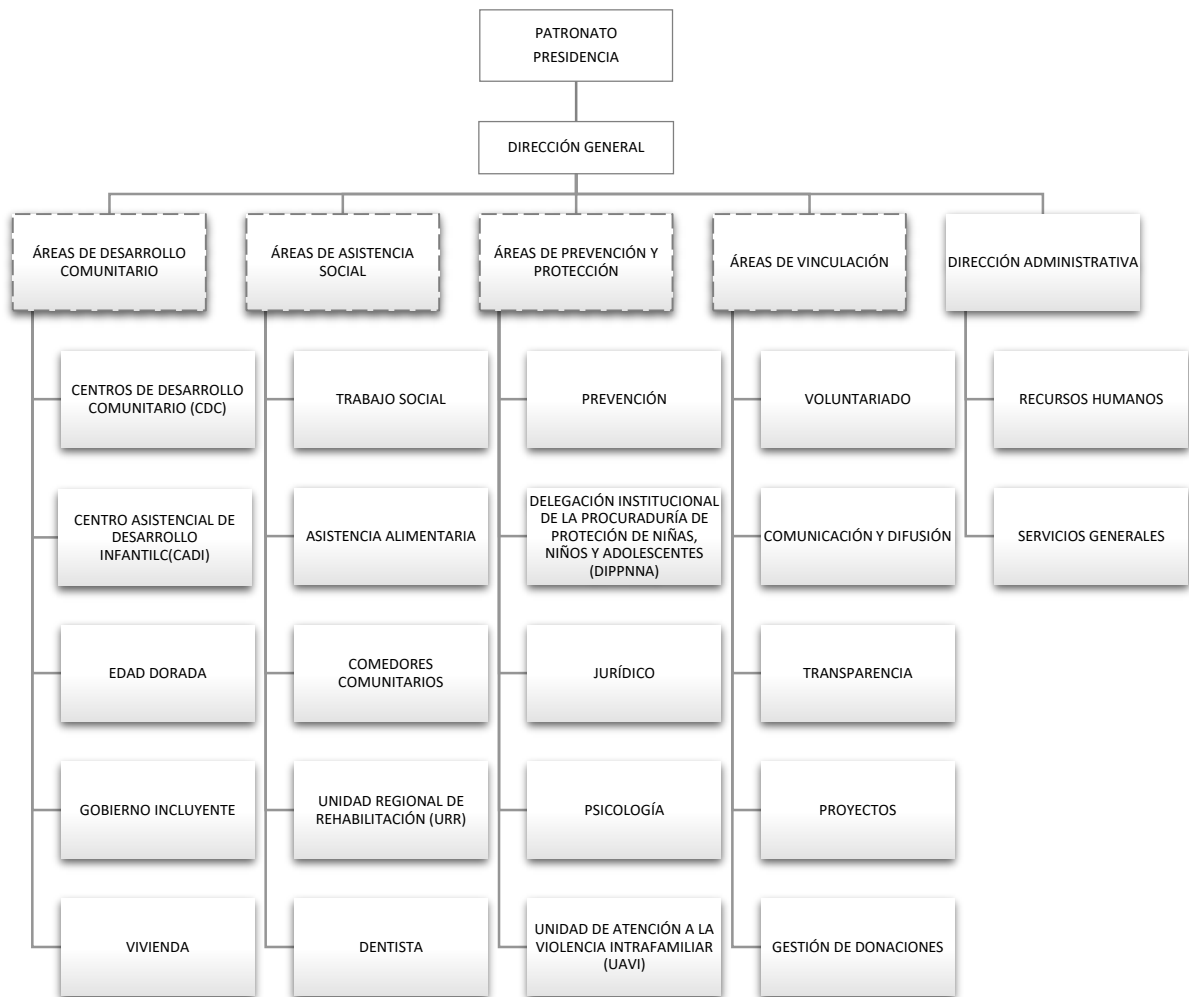 PATRONATO
PRESIDENCIA
DIRECCIÓN GENERAL
ÁREAS DE DESARROLLO
COMUNITARIO
CENTROS DE DESARROLLO
COMUNITARIO (CDC)
CENTRO ASISTENCIAL DE
DESARROLLO
INFANTILC(CADI)
EDAD DORADA
GOBIERNO INCLUYENTE
VIVIENDA
ÁREAS DE ASISTENCIA
SOCIAL
TRABAJO SOCIAL
ASISTENCIA ALIMENTARIA
COMEDORES
COMUNITARIOS
UNIDAD REGIONAL DE
REHABILITACIÓN (URR)
DENTISTA
ÁREAS DE PREVENCIÓN Y
PROTECCIÓN
PREVENCIÓN
DELEGACIÓN INSTITUCIONAL
DE LA PROCURADURÍA DE
PROTECIÓN DE NIÑAS,
NIÑOS Y ADOLESCENTES
(DIPPNNA)
JURÍDICO
PSICOLOGÍA
UNIDAD DE ATENCIÓN A LA
VIOLENCIA INTRAFAMILIAR
(UAVI)
ÁREAS DE VINCULACIÓN
VOLUNTARIADO
COMUNICACIÓN Y DIFUSIÓN
TRANSPARENCIA
PROYECTOS
GESTIÓN DE DONACIONES
DIRECCIÓN ADMINISTRATIVA
RECURSOS HUMANOS
SERVICIOS GENERALES